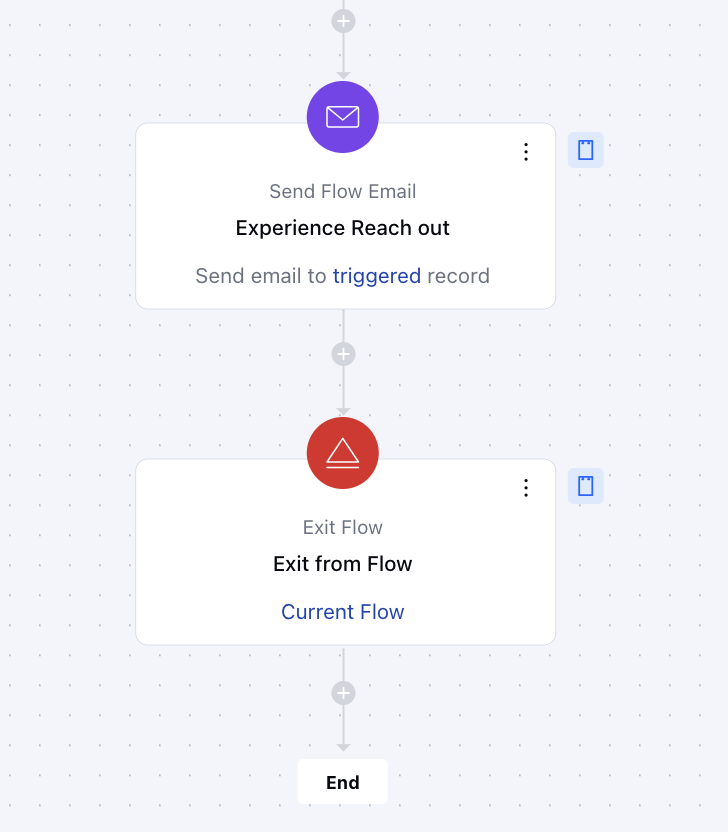 Send Flow Email
Experience Reach out
Send email to triggered record
Exit Flow
Exit from Flow
Current Flow
End